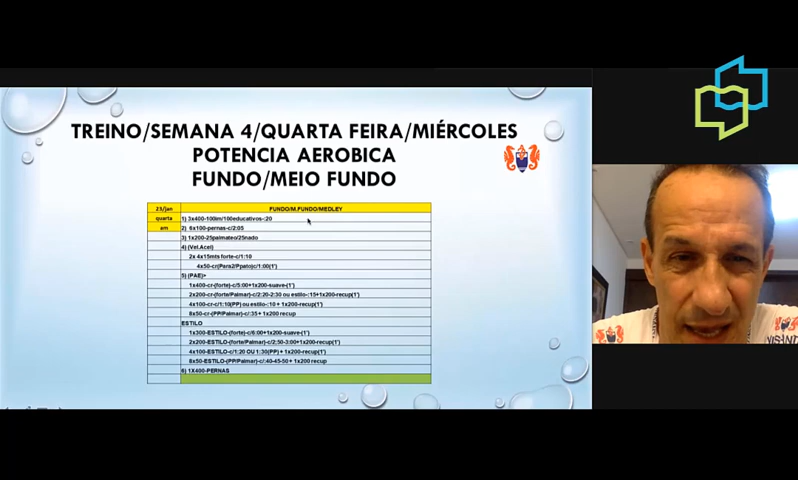 TREINO/SEMANA 4/QUARTA FEIRA/MIÉRCOLES
POTENCIA AEROBICA
FUNDO/MEIO FUNDO
23/jan FUNDO/M.FUNDO/MEDLEY
quarta 1) 3x400-100lm/100educativos-:20
am 2) 6x100-pernas-c/2:05
3) 1x200-25palmateo/25nado
4) (Vel.Acel)
2x 4x15mts forte-c/1:10
4x50-cr(Para2/Ppato)c/1:00(1')
5) (PAE)>
1x400-cr-(forte)-c/5:00+1x200-suave-(1')
2x200-cr-(forte/Palmar)-c/2:20-2:30 ou estilo-:15+1x200-recup(1')
4x100-cr-c/1:10(PP) ou estilo-:10 + 1x200-recup-(1')
8x50-cr-(PP/Palmar)-c/:35 + 1x200 recup
ESTILO
1x300-ESTILO-(forte)-c/6:00+1x200-suave-(1')
2x200-ESTILO-(forte/Palmar)-c/2;50-3:00+1x200-recup(1')
4x100-ESTILO-c/1:20 OU 1:30(PP) + 1x200-recup-(1')
8x50-ESTILO-(PP/Palmar)-c/:40-45-50 + 1x200 recup
6) 1X400-PERNAS